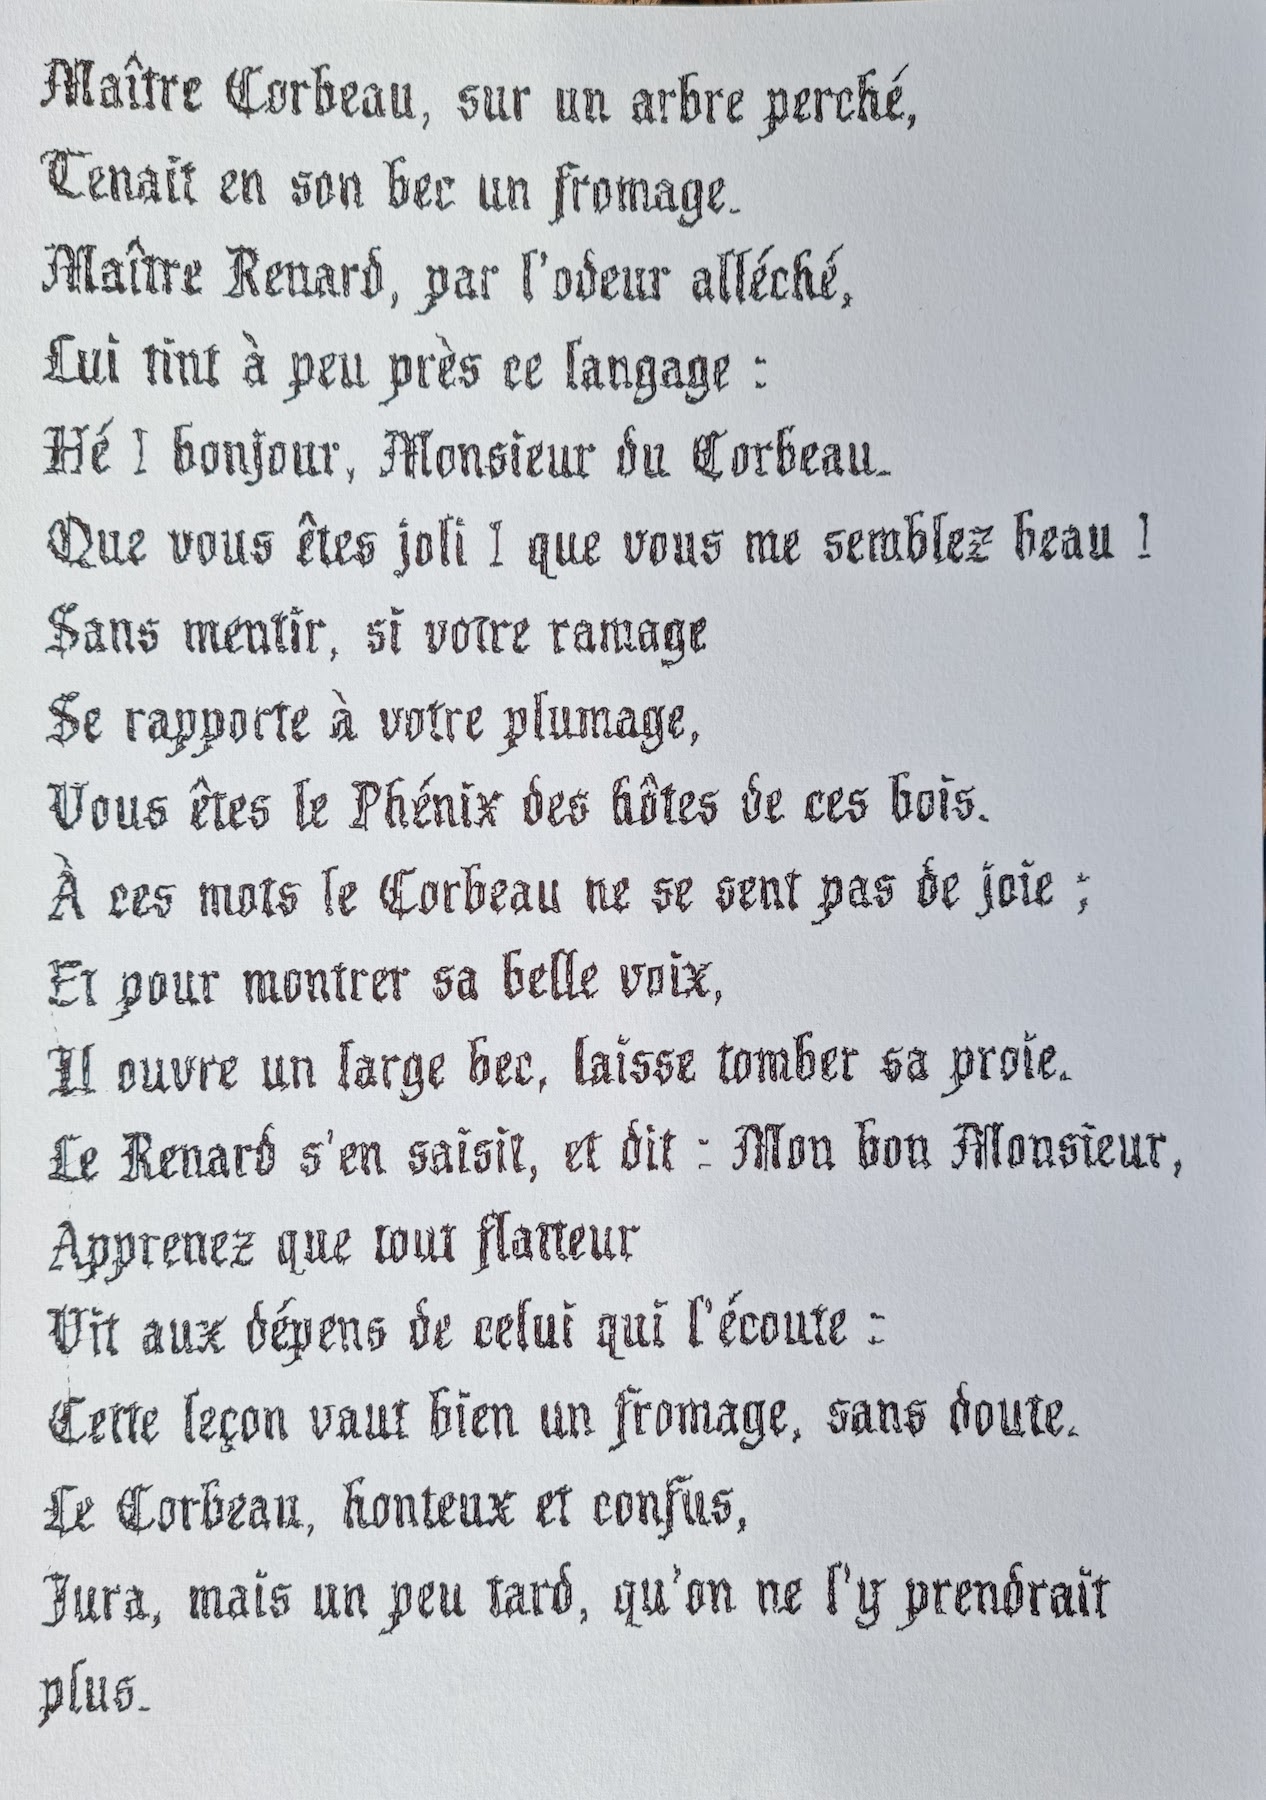 Maître Corbeau, sur un arbre perché,
Tenait en son bec un fromage.
Maître Renard, par l'odeur alléché,
Lui tint à peu près ce langage :
Hé ! bonjour, Monsieur du Corbeau.
Que vous êtes joli ! que vous me semblez beau !
Sans mentir, si votre ramage
Se rapporte à votre plumage,
Vous êtes le Phénix des hôtes de ces bois.
À ces mots le Corbeau ne se sent pas de joie ;
Et pour montrer sa belle voix,
Il ouvre un large bec, laisse tomber sa proie.
Le Renard s'en saisit, et dit : Mon bon Monsieur,
Apprenez que tout flatteur
Vit aux dépens de celui qui l'écoute :
Cette leçon vaut bien un fromage, sans doute.
Le Corbeau, honteux et confus,
Jura, mais un peu tard, qu'on ne l'y prendrait
plus.